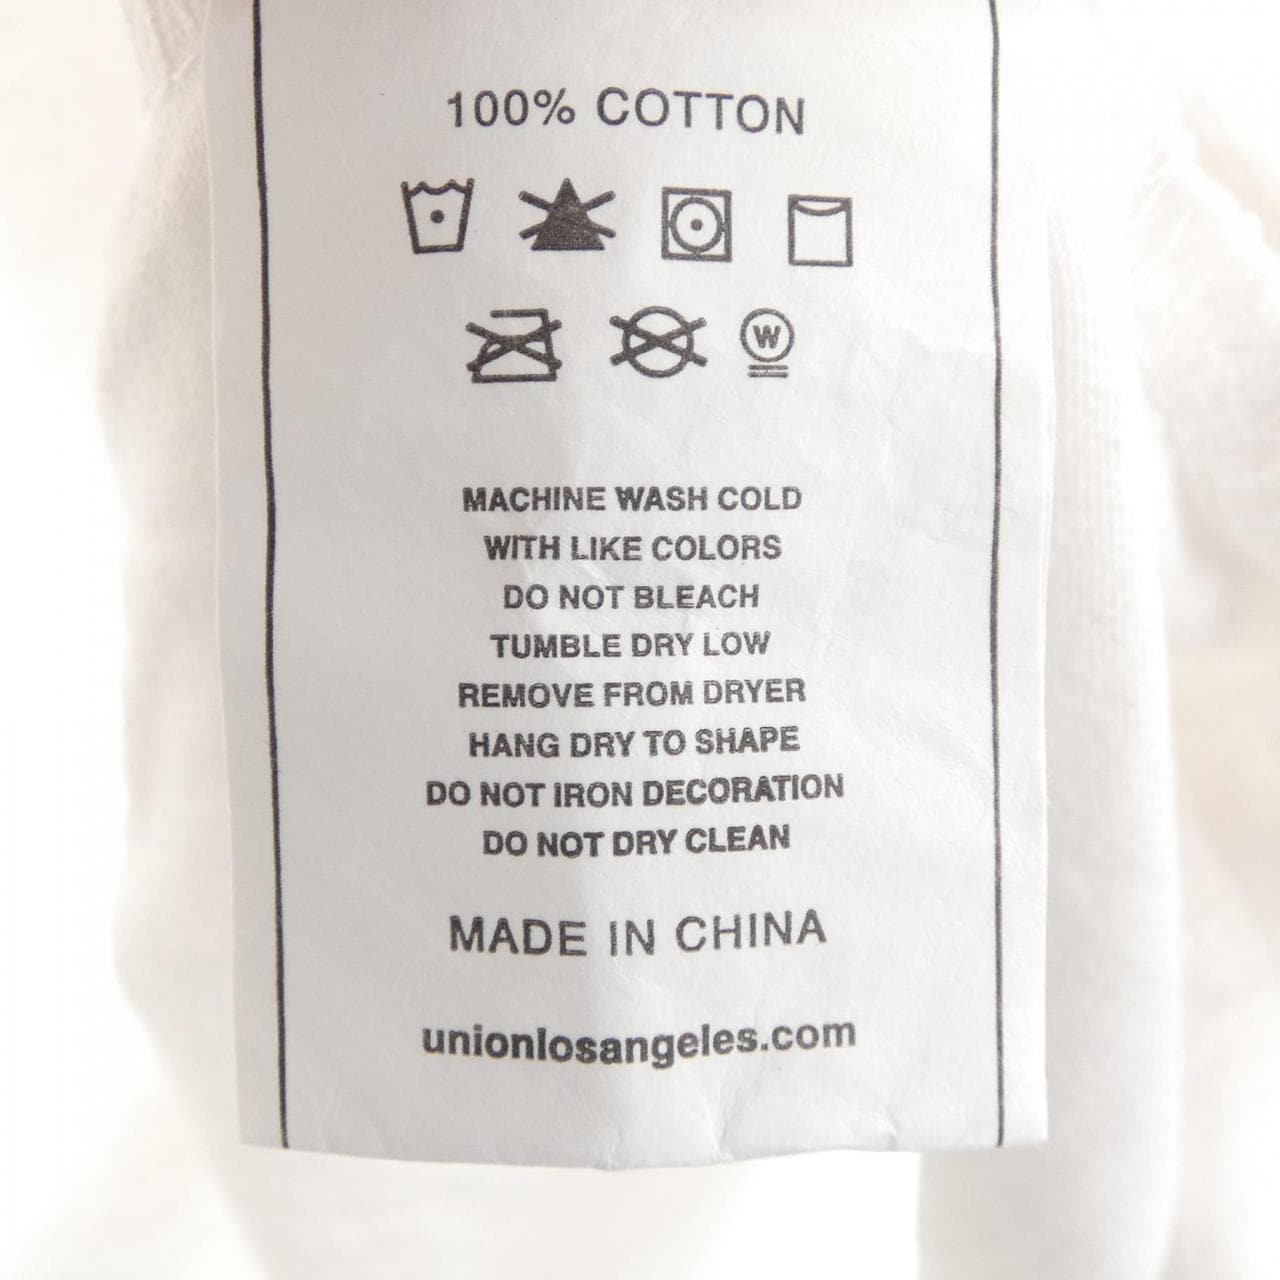 100% COTTON
W
MACHINE WASH COLD
WITH LIKE COLORS
DO NOT BLEACH
TUMBLE DRY LOW
REMOVE FROM DRYER
HANG DRY TO SHAPE
DO NOT IRON DECORATION
DO NOT DRY CLEAN
MADE IN CHINA
unionlosangeles.com